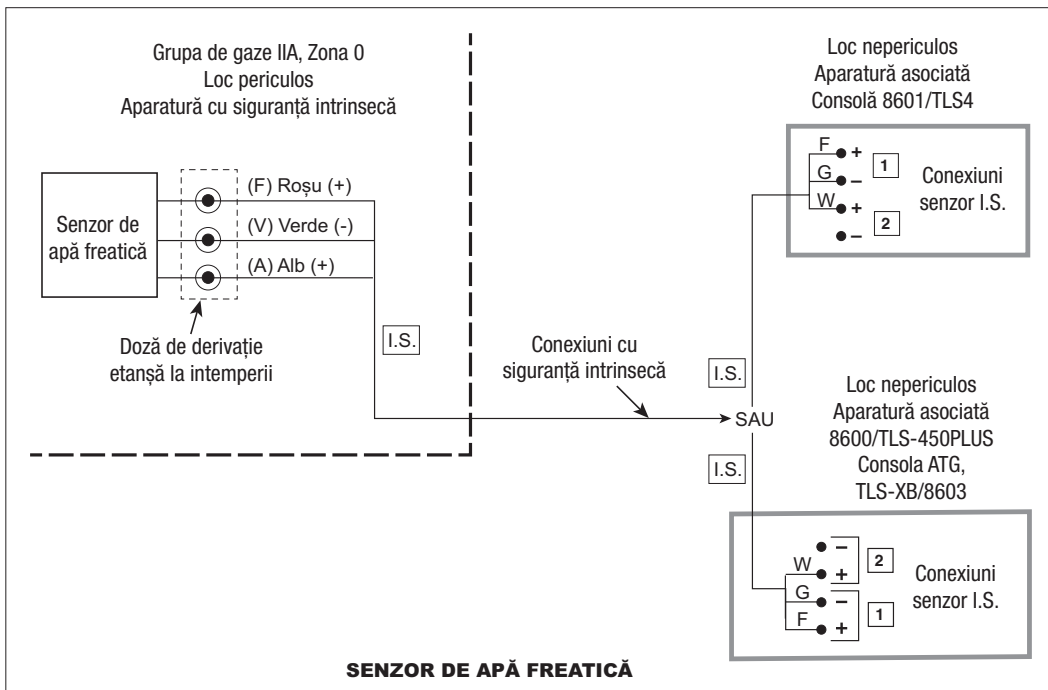 Grupa de gaze IIA, Zona 0
Loc periculos
Aparatură cu siguranță intrinsecă
Senzor de
apă freatică
(F) Roșu (+)
(V) Verde (-)
(A) Alb (+)
Doză de derivație
etanșă la intemperii
I.S.
Conexiuni cu
siguranță intrinsecă
I.S.
SAU
I.S.
Loc nepericulos
Aparatură asociată
Consolă 8601/TLS4
F +
G –
W +
–
1
2
Conexiuni
senzor I.S.
Loc nepericulos
Aparatură asociată
8600/TLS-450PLUS
Consola ATG,
TLS-XB/8603
–
W +
G –
F +
2
1
Conexiuni
senzor I.S.
SENZOR DE APĂ FREATICĂ